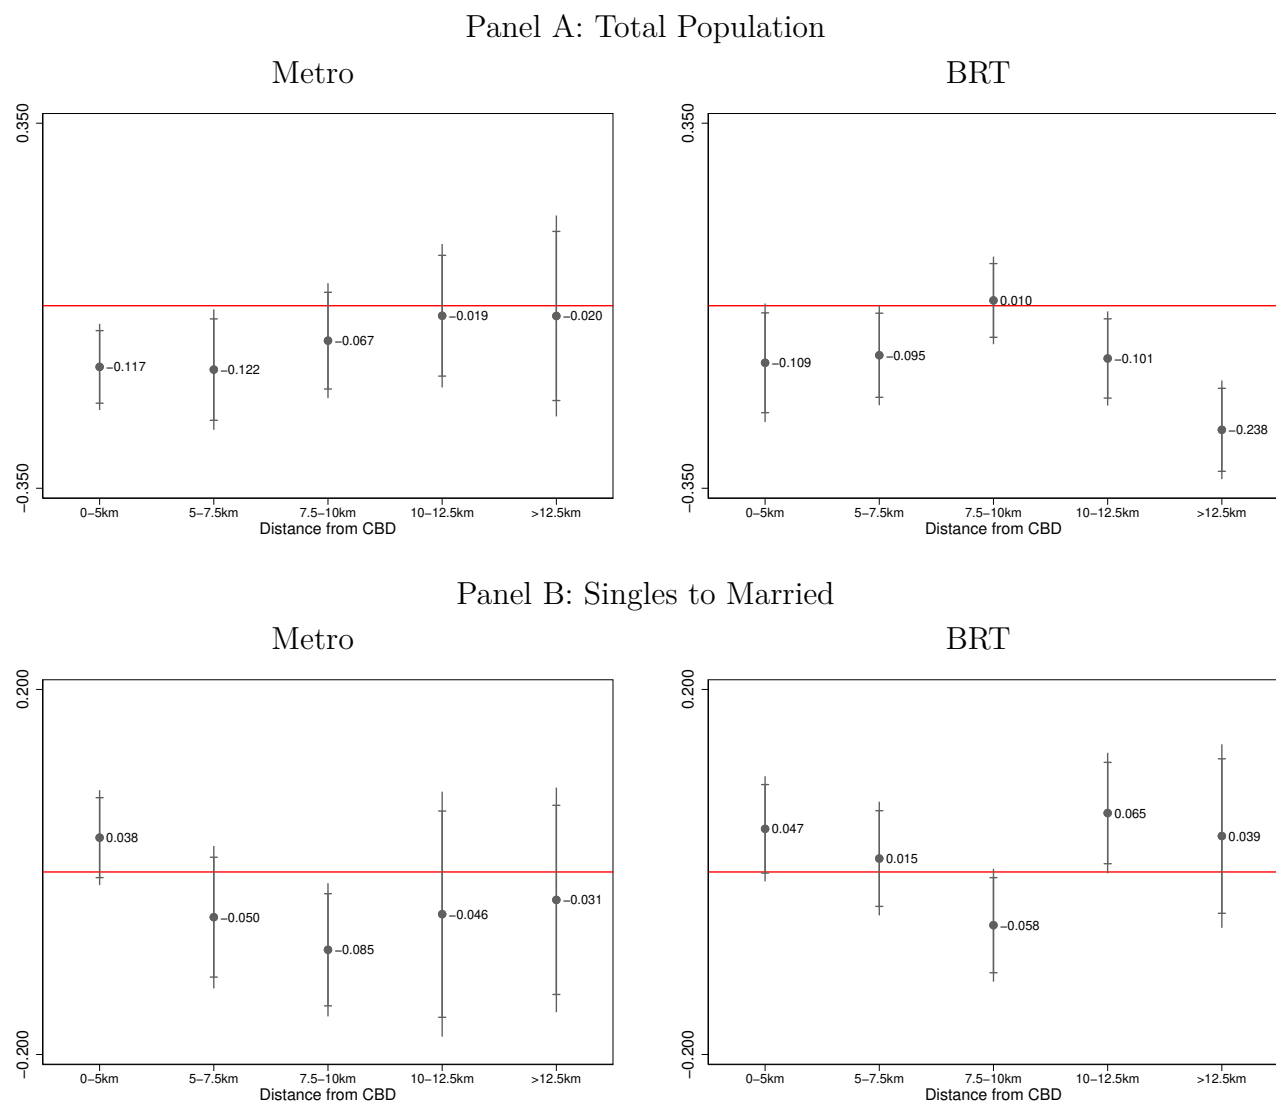 Panel A: Total Population
Metro
0.350
−0.350
−0.117
−0.122
−0.067
−0.019
−0.020
0−5km 5−7.5km 7.5−10km 10−12.5km >12.5km
Distance from CBD
BRT
0.350
−0.350
−0.109
−0.095
0.010
−0.101
−0.238
0−5km 5−7.5km 7.5−10km 10−12.5km >12.5km
Distance from CBD
Panel B: Singles to Married
Metro
0.200
−0.200
0.038
−0.050
−0.085
−0.046
−0.031
0−5km 5−7.5km 7.5−10km 10−12.5km >12.5km
Distance from CBD
BRT
0.200
−0.200
0.047
0.015
−0.058
0.065
0.039
0−5km 5−7.5km 7.5−10km 10−12.5km >12.5km
Distance from CBD